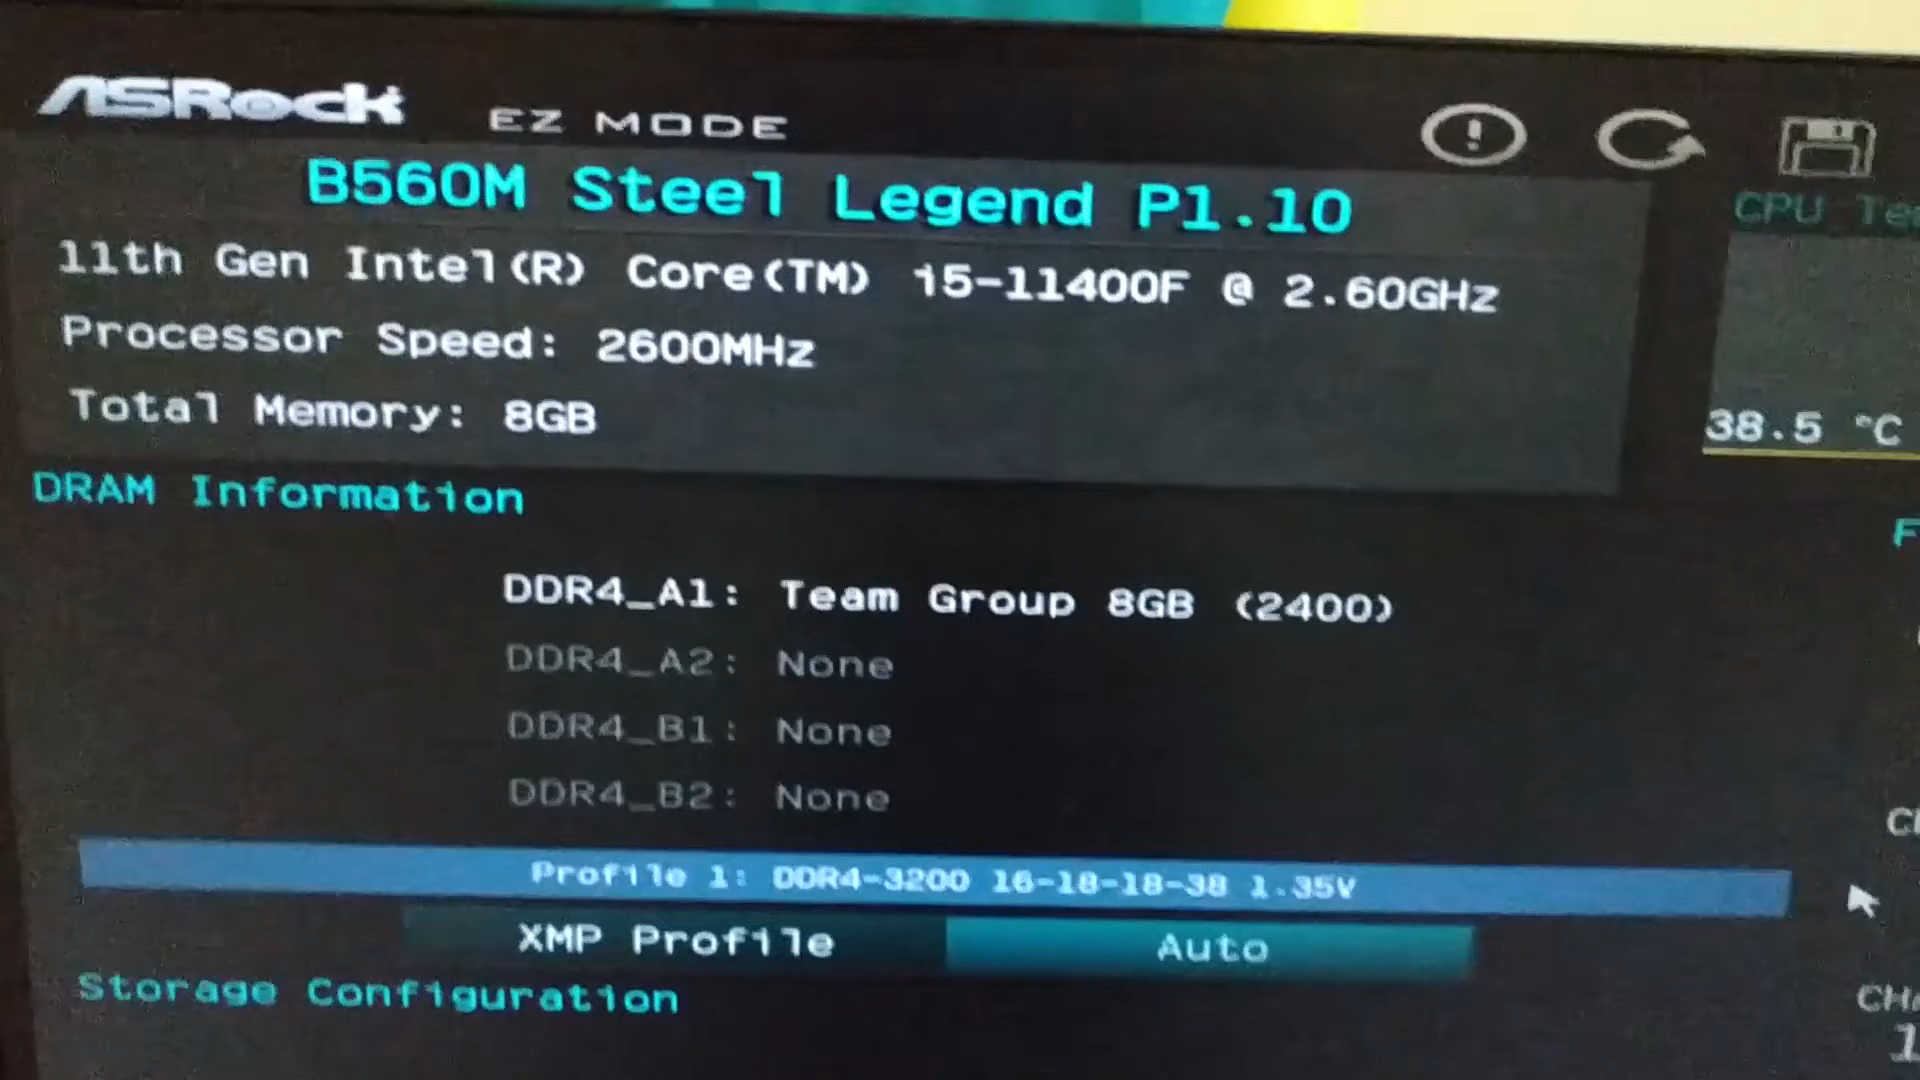 ASRock EZ MODE
B560M Steel Legend P1.10
11th Gen Intel(R) Core(TM) i5-11400F @ 2.60GHz
Processor Speed: 2600MHz
Total Memory: 8GB
CPU
38.5 °C
DRAM Information
DDR4_A1: Team Group 8GB (2400)
DDR4_A2: None
DDR4_B1: None
DDR4_B2: None
Profile 1: DDR4-3200 16-18-18-38 1.35V
XMP Profile Auto
Storage Configuration